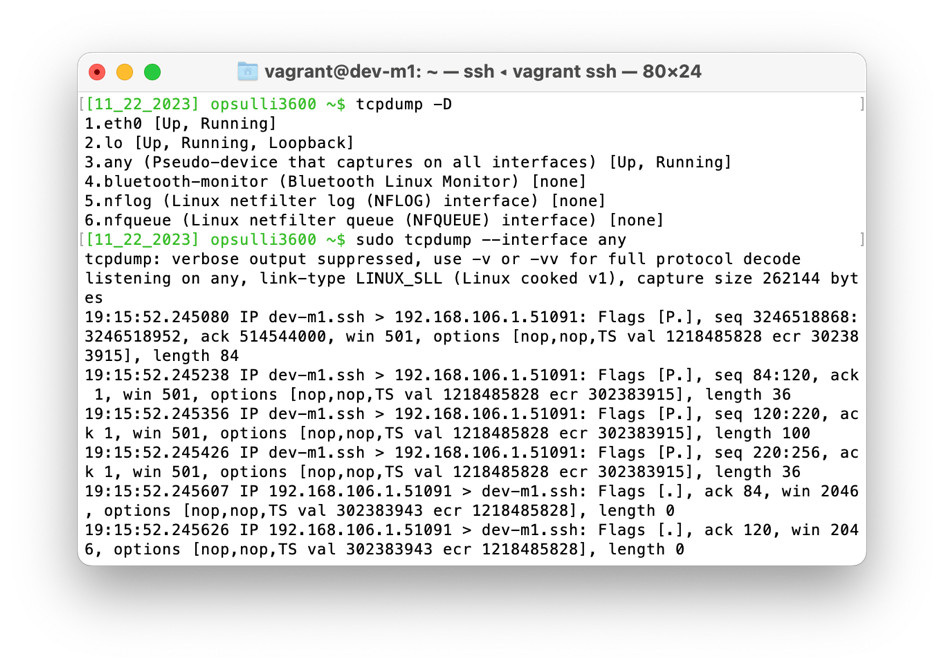 vagrant@dev-m1: ~ — ssh ◂ vagrant ssh — 80×24
[[11_22_2023] opsulli3600 ~$ tcpdump -D ]
1.eth0 [Up, Running]
2.lo [Up, Running, Loopback]
3.any (Pseudo-device that captures on all interfaces) [Up, Running]
4.bluetooth-monitor (Bluetooth Linux Monitor) [none]
5.nflog (Linux netfilter log (NFLOG) interface) [none]
6.nfqueue (Linux netfilter queue (NFQUEUE) interface) [none]
[[11_22_2023] opsulli3600 ~$ sudo tcpdump --interface any ]
tcpdump: verbose output suppressed, use -v or -vv for full protocol decode
listening on any, link-type LINUX_SLL (Linux cooked v1), capture size 262144 byt
es
19:15:52.245080 IP dev-m1.ssh > 192.168.106.1.51091: Flags [P.], seq 3246518868:
3246518952, ack 514544000, win 501, options [nop,nop,TS val 1218485828 ecr 30238
3915], length 84
19:15:52.245238 IP dev-m1.ssh > 192.168.106.1.51091: Flags [P.], seq 84:120, ack
 1, win 501, options [nop,nop,TS val 1218485828 ecr 302383915], length 36
19:15:52.245356 IP dev-m1.ssh > 192.168.106.1.51091: Flags [P.], seq 120:220, ac
k 1, win 501, options [nop,nop,TS val 1218485828 ecr 302383915], length 100
19:15:52.245426 IP dev-m1.ssh > 192.168.106.1.51091: Flags [P.], seq 220:256, ac
k 1, win 501, options [nop,nop,TS val 1218485828 ecr 302383915], length 36
19:15:52.245607 IP 192.168.106.1.51091 > dev-m1.ssh: Flags [.], ack 84, win 2046
, options [nop,nop,TS val 302383943 ecr 1218485828], length 0
19:15:52.245626 IP 192.168.106.1.51091 > dev-m1.ssh: Flags [.], ack 120, win 204
6, options [nop,nop,TS val 302383943 ecr 1218485828], length 0